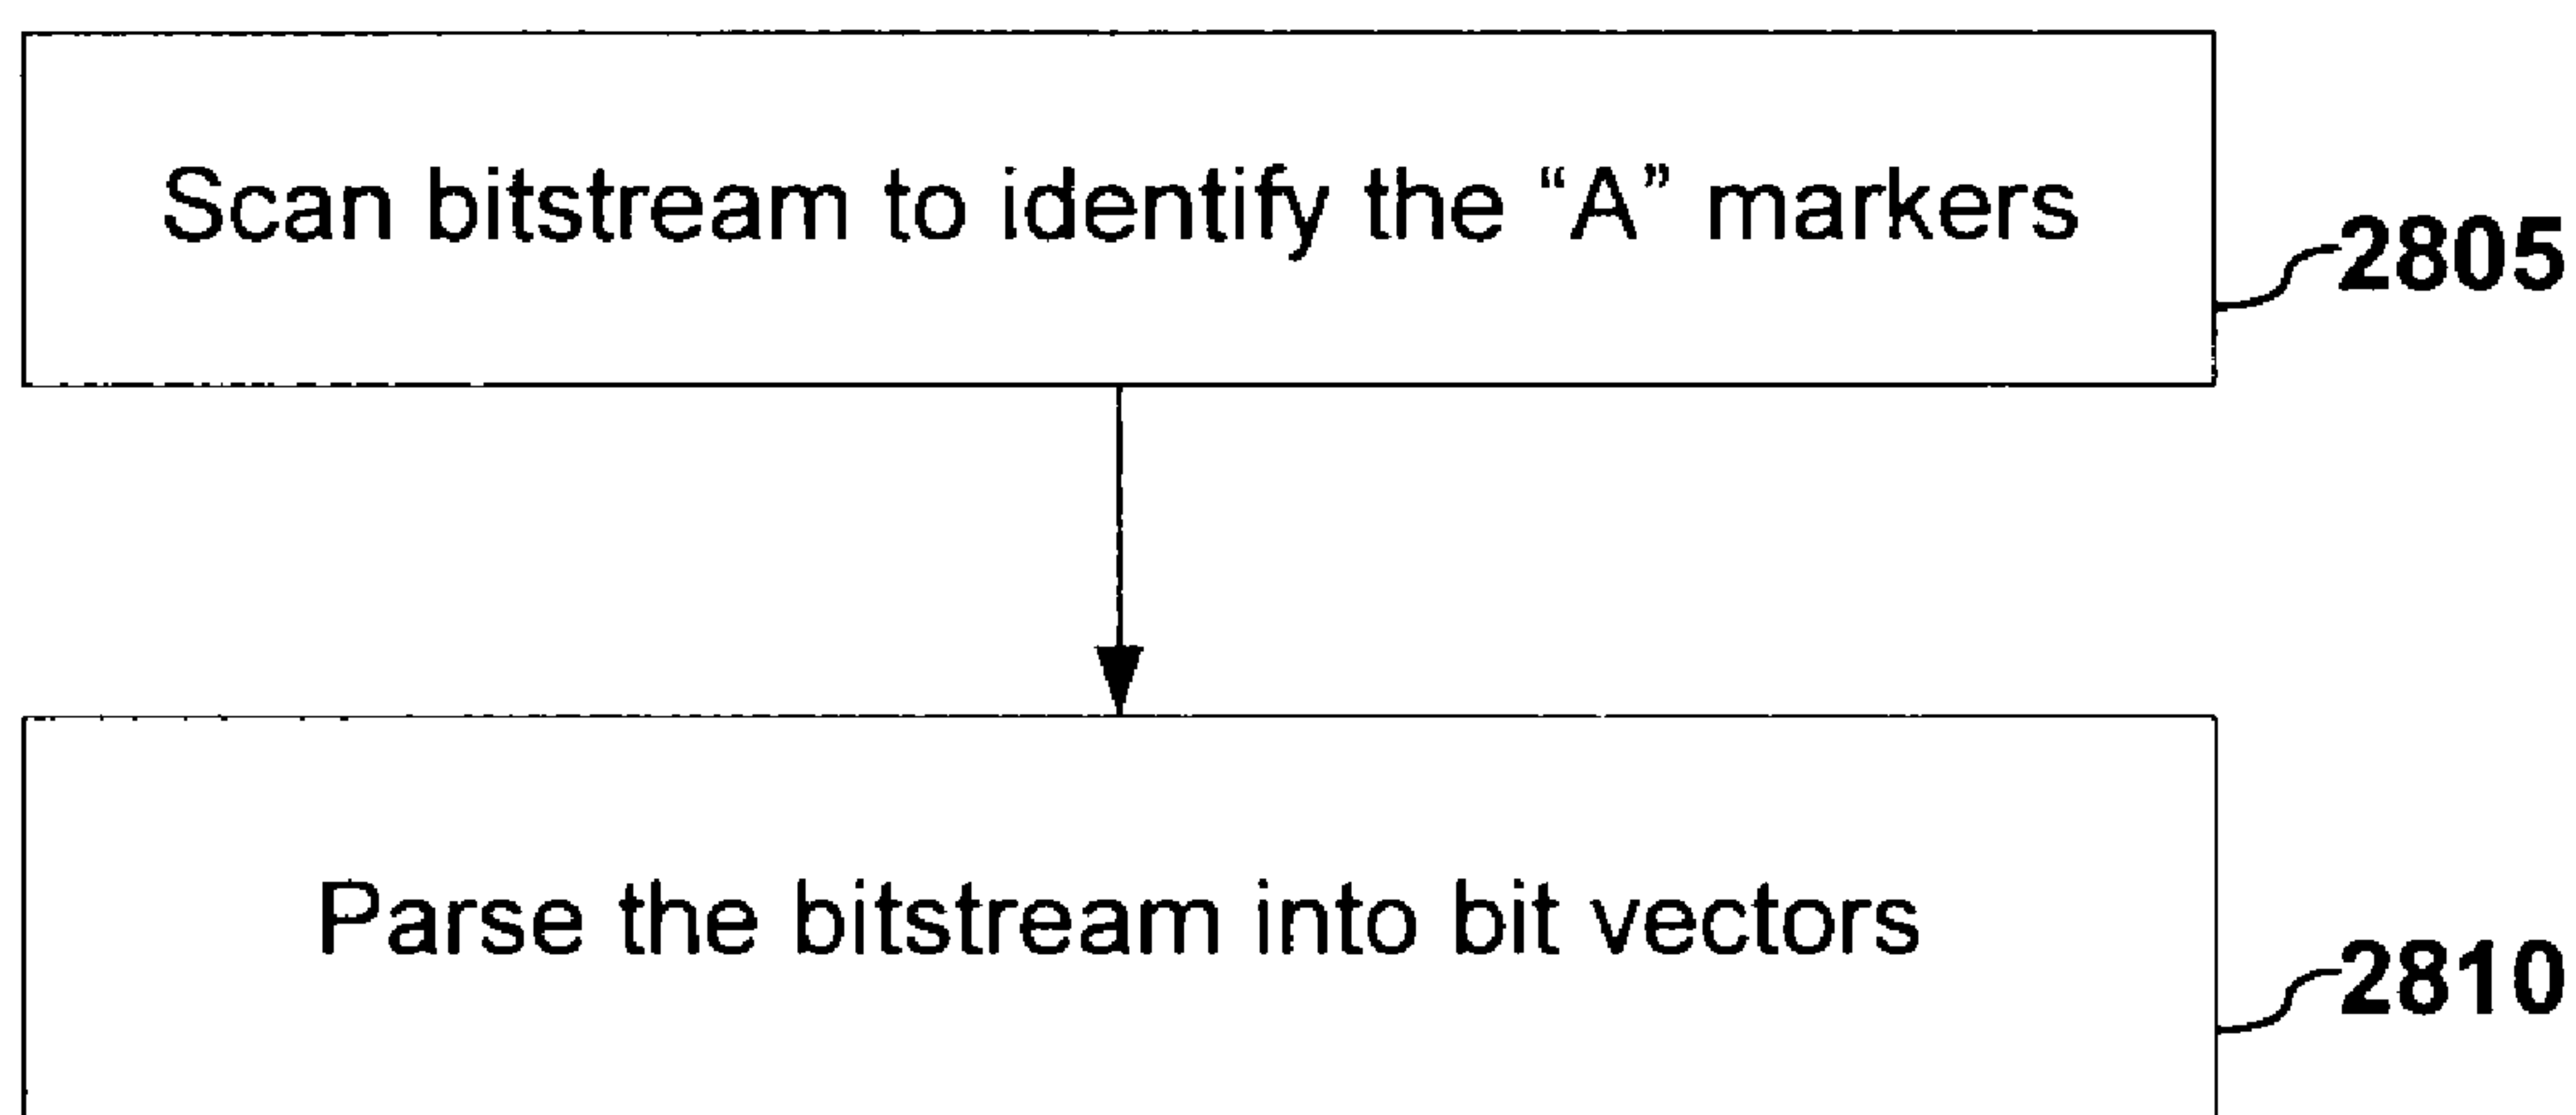 Scan bitstream to identify the “A” markers
2805
Parse the bitstream into bit vectors
2810